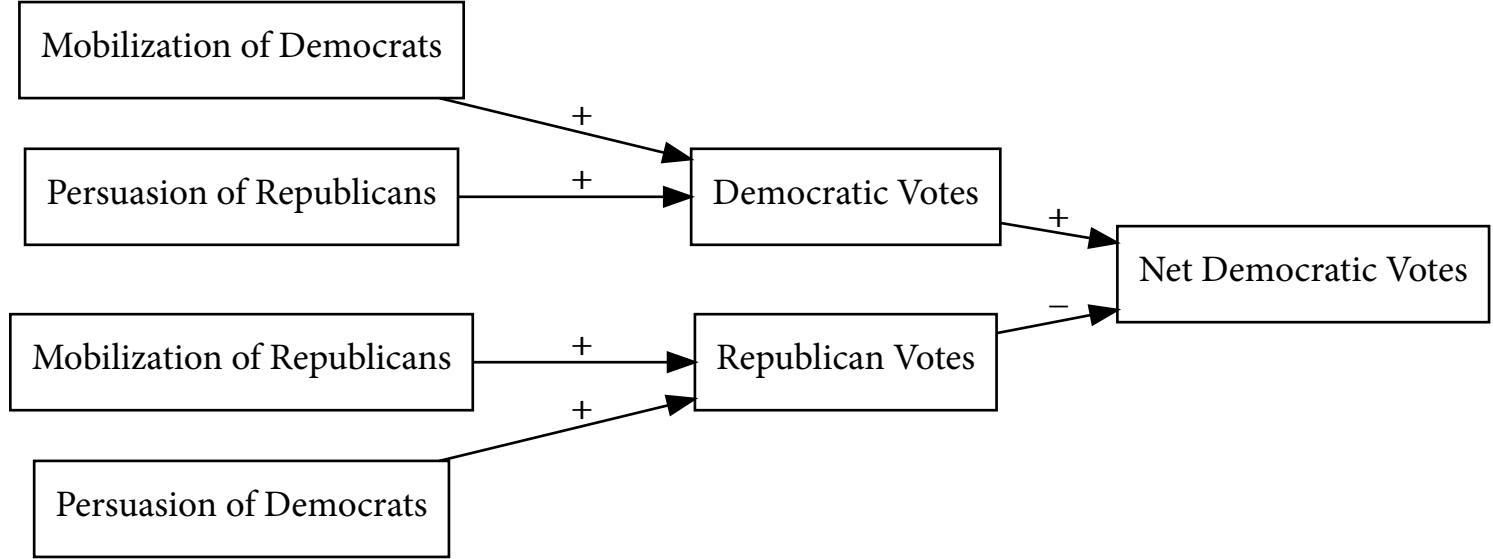 Mobilization of Democrats
+
Persuasion of Republicans
+
Democratic Votes
+
Net Democratic Votes
–
Mobilization of Republicans
+
Republican Votes
+
Persuasion of Democrats